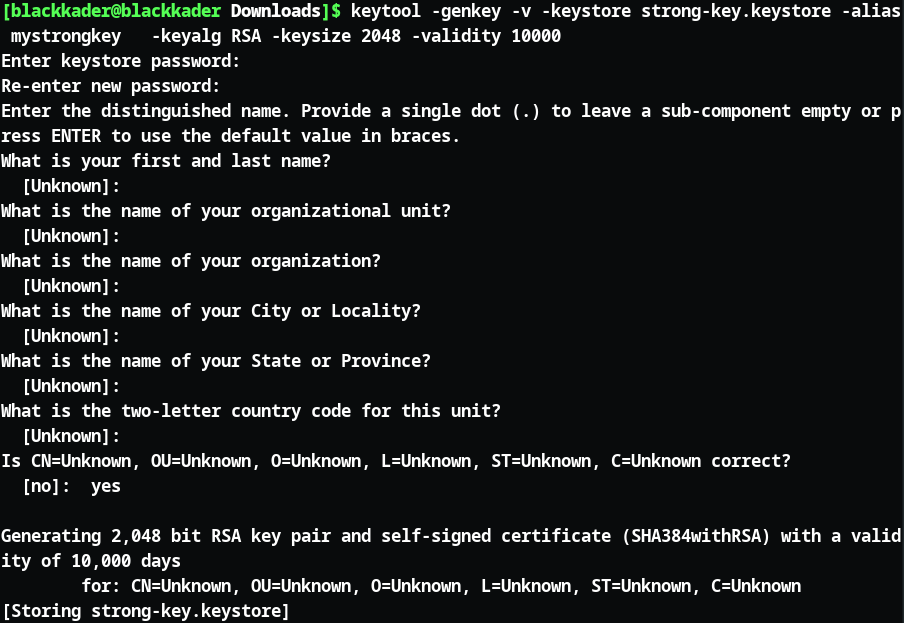 [blackkader@blackkader Downloads]$ keytool -genkey -v -keystore strong-key.keystore -alias
 mystrongkey   -keyalg RSA -keysize 2048 -validity 10000
Enter keystore password:
Re-enter new password:
Enter the distinguished name. Provide a single dot (.) to leave a sub-component empty or p
ress ENTER to use the default value in braces.
What is your first and last name?
  [Unknown]:
What is the name of your organizational unit?
  [Unknown]:
What is the name of your organization?
  [Unknown]:
What is the name of your City or Locality?
  [Unknown]:
What is the name of your State or Province?
  [Unknown]:
What is the two-letter country code for this unit?
  [Unknown]:
Is CN=Unknown, OU=Unknown, O=Unknown, L=Unknown, ST=Unknown, C=Unknown correct?
  [no]:  yes

Generating 2,048 bit RSA key pair and self-signed certificate (SHA384withRSA) with a valid
ity of 10,000 days
        for: CN=Unknown, OU=Unknown, O=Unknown, L=Unknown, ST=Unknown, C=Unknown
[Storing strong-key.keystore]